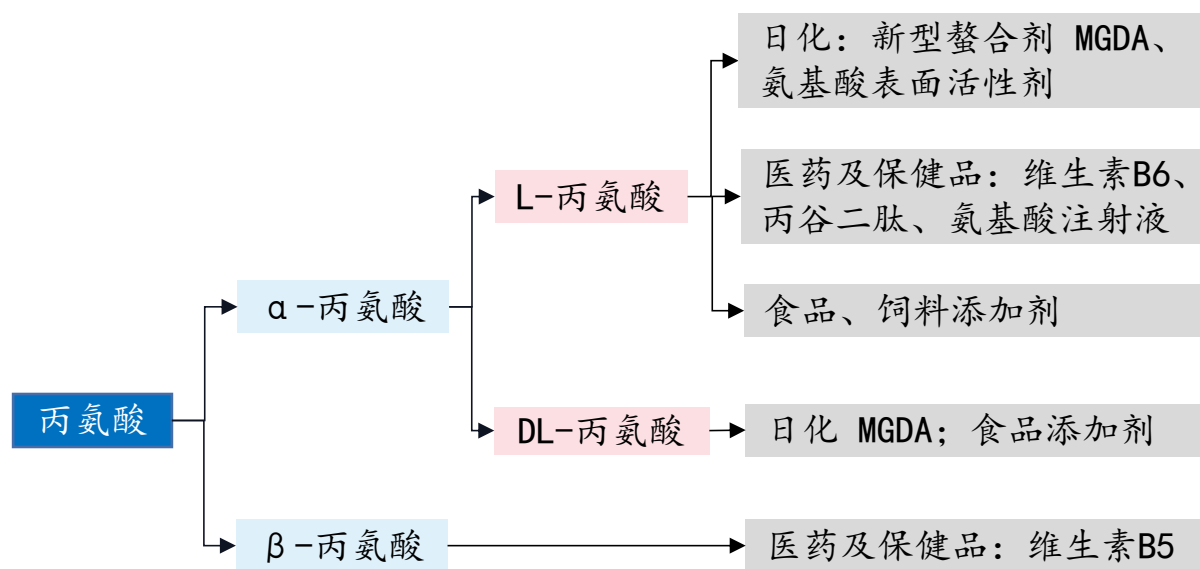 日化：新型螯合剂 MGDA、
氨基酸表面活性剂
L-丙氨酸
医药及保健品：维生素B6、
丙谷二肽、氨基酸注射液
α-丙氨酸
食品、饲料添加剂
丙氨酸
DL-丙氨酸
日化 MGDA；食品添加剂
β-丙氨酸
医药及保健品：维生素B5